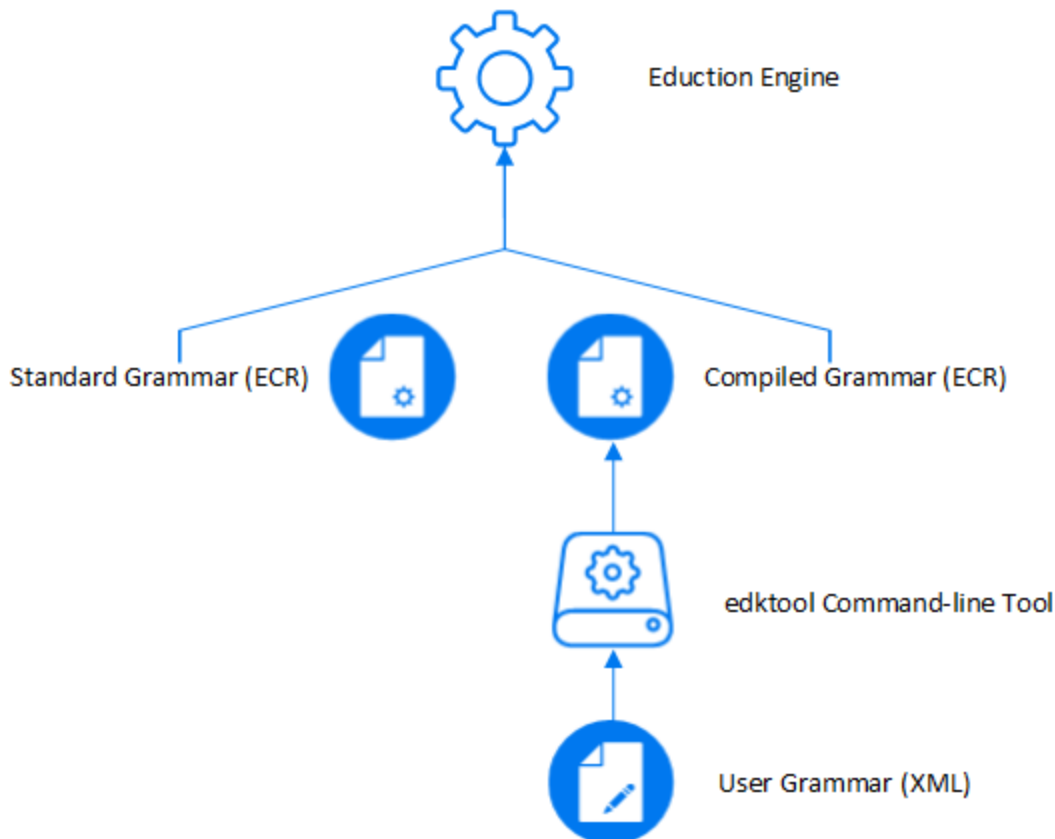 Eduction Engine
Standard Grammar (ECR)
Compiled Grammar (ECR)
edktool Command-line Tool
User Grammar (XML)